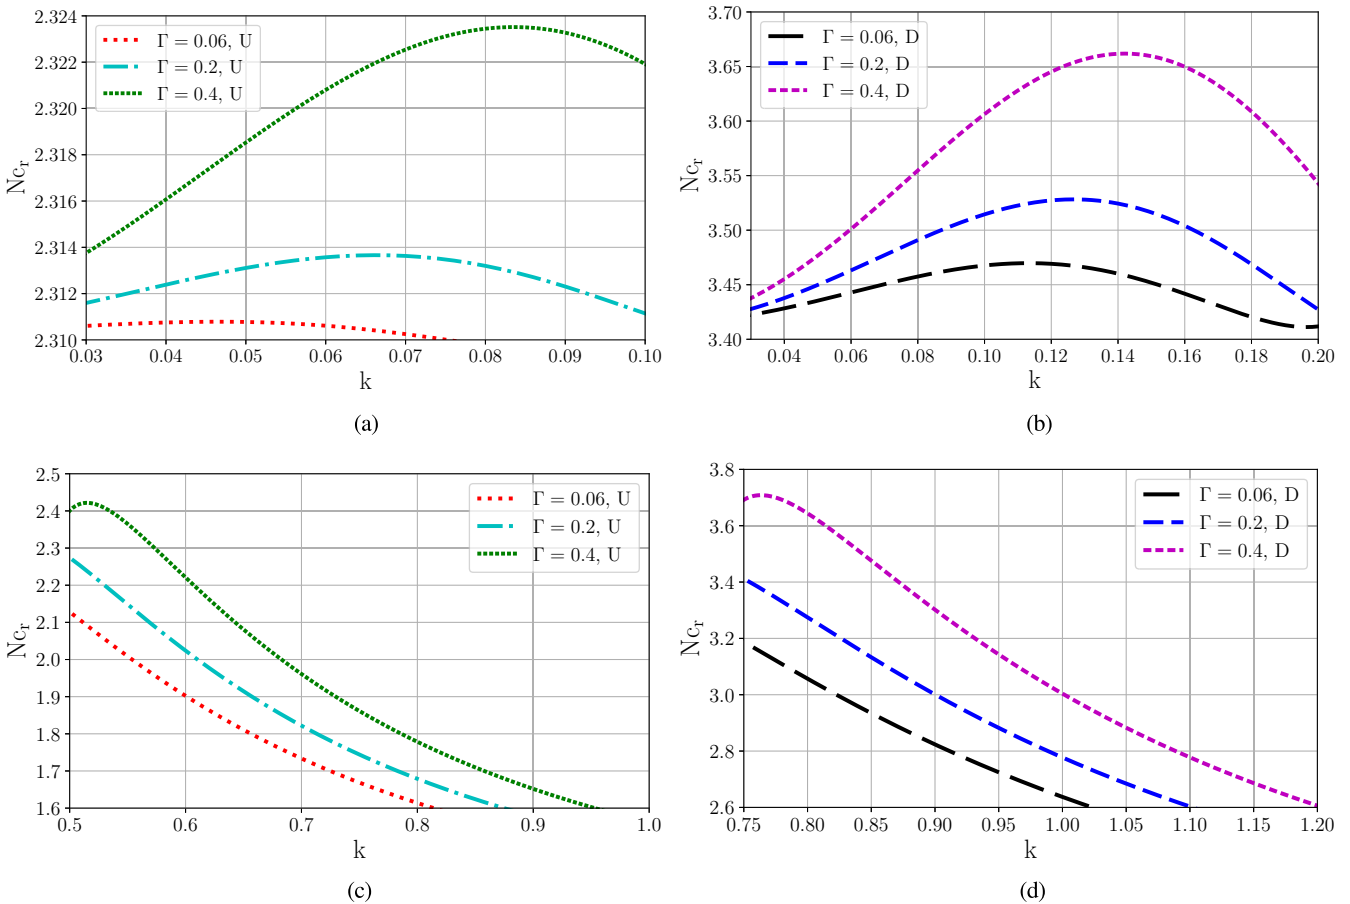 2.324
2.322
2.320
2.318
2.316
2.314
2.312
2.310
Nc_r
Γ = 0.06, U
Γ = 0.2, U
Γ = 0.4, U
0.03 0.04 0.05 0.06 0.07 0.08 0.09 0.10
k
(a)
3.70
3.65
3.60
3.55
3.50
3.45
3.40
Nc_r
Γ = 0.06, D
Γ = 0.2, D
Γ = 0.4, D
0.04 0.06 0.08 0.10 0.12 0.14 0.16 0.18 0.20
k
(b)
2.5
2.4
2.3
2.2
2.1
2.0
1.9
1.8
1.7
1.6
Nc_r
Γ = 0.06, U
Γ = 0.2, U
Γ = 0.4, U
0.5 0.6 0.7 0.8 0.9 1.0
k
(c)
3.8
3.6
3.4
3.2
3.0
2.8
2.6
Nc_r
Γ = 0.06, D
Γ = 0.2, D
Γ = 0.4, D
0.75 0.80 0.85 0.90 0.95 1.00 1.05 1.10 1.15 1.20
k
(d)